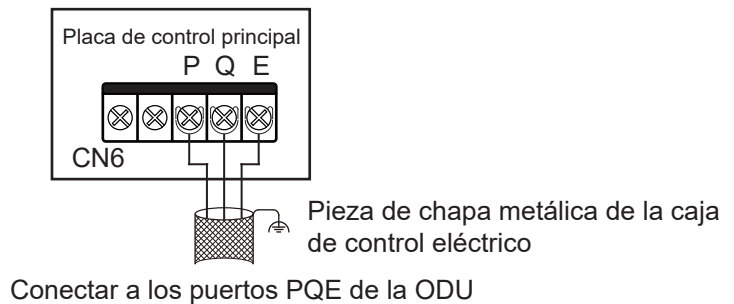 Placa de control principal
P Q E
CN6
Pieza de chapa metálica de la caja
de control eléctrico
Conectar a los puertos PQE de la ODU